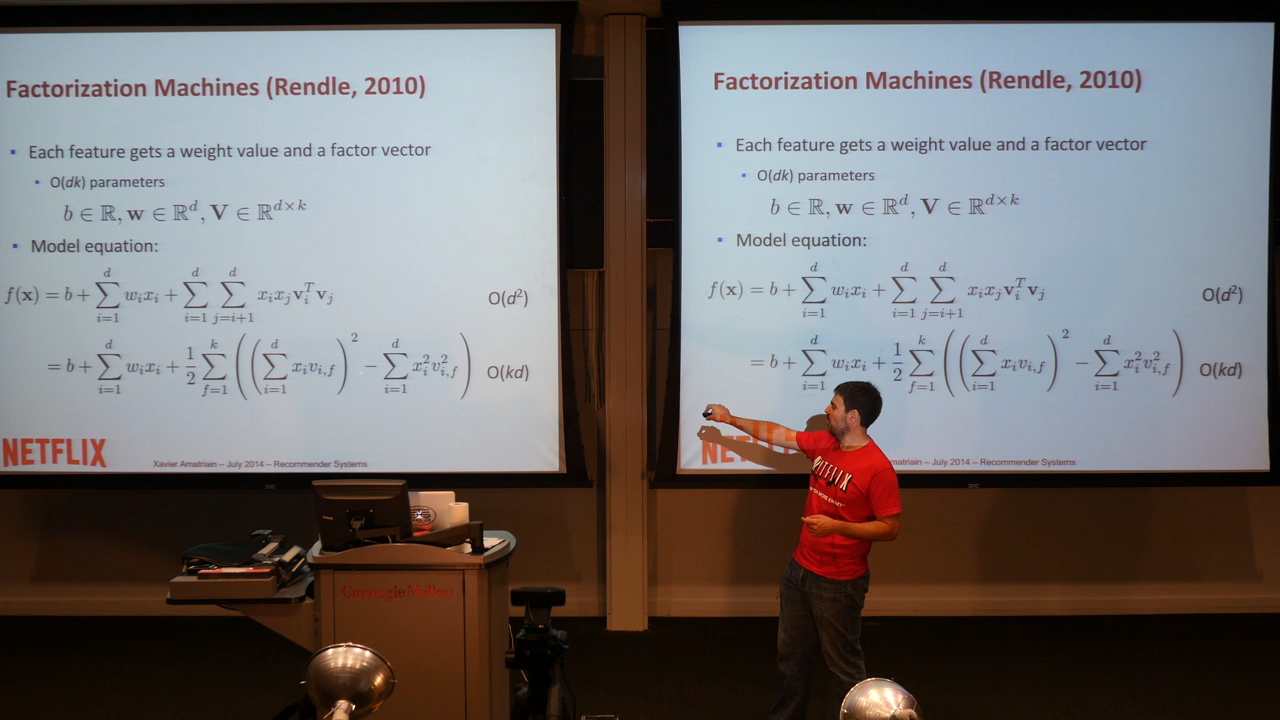 Factorization Machines (Rendle, 2010)
▪ Each feature gets a weight value and a factor vector
▪ O(dk) parameters
b ∈ ℝ, w ∈ ℝ^d, V ∈ ℝ^{d×k}
▪ Model equation:
f(x) = b + ∑_{i=1}^{d} w_i x_i + ∑_{i=1}^{d} ∑_{j=i+1}^{d} x_i x_j v_i^T v_j O(d²)
= b + ∑_{i=1}^{d} w_i x_i + 1/2 ∑_{f=1}^{k} ( ( ∑_{i=1}^{d} x_i v_{i,f} )² − ∑_{i=1}^{d} x_i² v_{i,f}² ) O(kd)
NETFLIX
Xavier Amatriain – July 2014 – Recommender Systems
Factorization Machines (Rendle, 2010)
▪ Each feature gets a weight value and a factor vector
▪ O(dk) parameters
b ∈ ℝ, w ∈ ℝ^d, V ∈ ℝ^{d×k}
▪ Model equation:
f(x) = b + ∑_{i=1}^{d} w_i x_i + ∑_{i=1}^{d} ∑_{j=i+1}^{d} x_i x_j v_i^T v_j O(d²)
= b + ∑_{i=1}^{d} w_i x_i + 1/2 ∑_{f=1}^{k} ( ( ∑_{i=1}^{d} x_i v_{i,f} )² − ∑_{i=1}^{d} x_i² v_{i,f}² ) O(kd)
NETF
matriain – July 2014 – Recommender Systems
NETFLIX
Carnegie Mellon